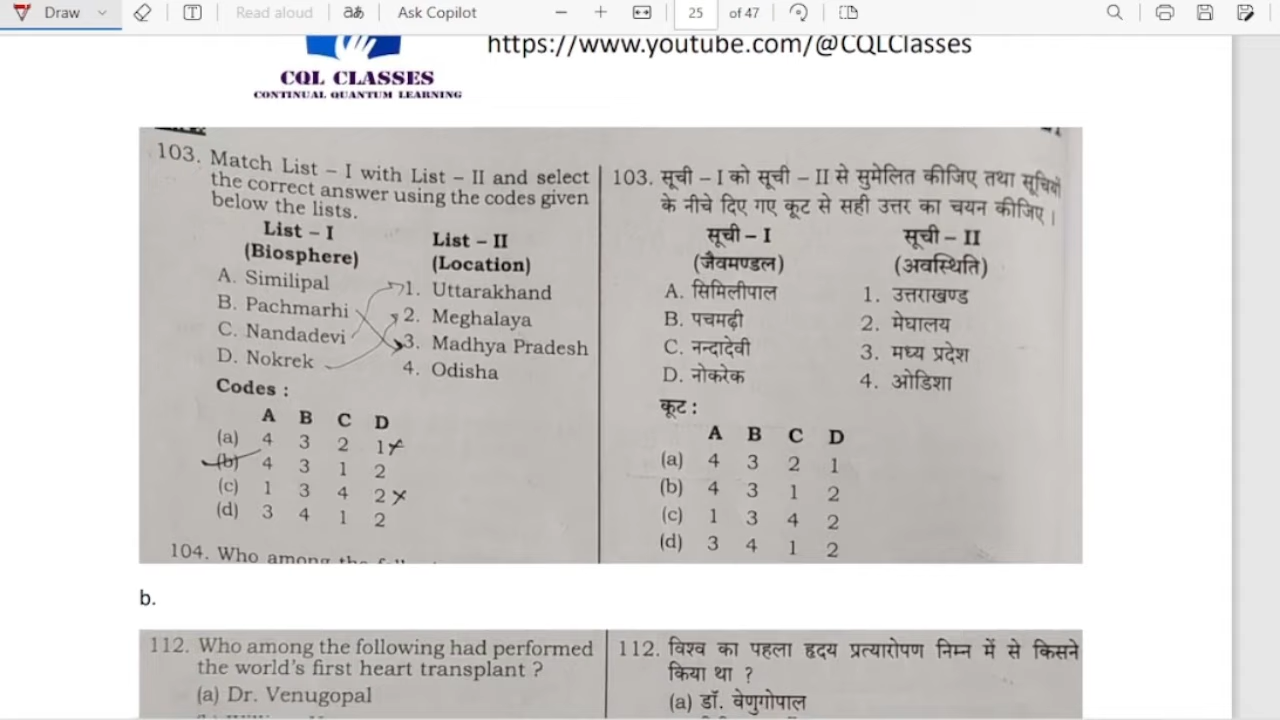 Draw
Read aloud
aあ
Ask Copilot
25
of 47
https://www.youtube.com/@CQLClasses
CQL CLASSES
CONTINUAL QUANTUM LEARNING
103. Match List – I with List – II and select
the correct answer using the codes given
below the lists.
List – I
(Biosphere)
List – II
(Location)
A. Similipal
1. Uttarakhand
B. Pachmarhi
2. Meghalaya
C. Nandadevi
3. Madhya Pradesh
D. Nokrek
4. Odisha
Codes :
A B C D
(a) 4 3 2 1
(b) 4 3 1 2
(c) 1 3 4 2
(d) 3 4 1 2
104. Who among the
103. सूची – I को सूची – II से सुमेलित कीजिए तथा सूचियों
के नीचे दिए गए कूट से सही उत्तर का चयन कीजिए।
सूची – I
(जैवमण्डल)
सूची – II
(अवस्थिति)
A. सिमिलीपाल
1. उत्तराखण्ड
B. पचमढ़ी
2. मेघालय
C. नन्दादेवी
3. मध्य प्रदेश
D. नोकरेक
4. ओडिशा
कूट :
A B C D
(a) 4 3 2 1
(b) 4 3 1 2
(c) 1 3 4 2
(d) 3 4 1 2
b.
112. Who among the following had performed
the world's first heart transplant ?
(a) Dr. Venugopal
112. विश्व का पहला हृदय प्रत्यारोपण निम्न में से किसने
किया था ?
(a) डॉ. वेणुगोपाल